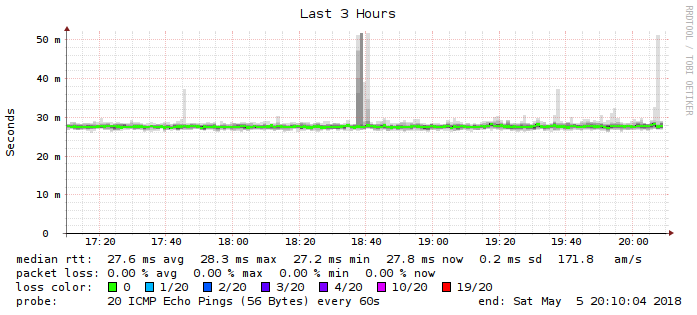 Last 3 Hours
RRDTOOL / TOBI OETIKER
Seconds
50 m
40 m
30 m
20 m
10 m
0
17:20 17:40 18:00 18:20 18:40 19:00 19:20 19:40 20:00
median rtt: 27.6 ms avg 28.3 ms max 27.2 ms min 27.8 ms now 0.2 ms sd 171.8 am/s
packet loss: 0.00 % avg 0.00 % max 0.00 % min 0.00 % now
loss color: 0 1/20 2/20 3/20 4/20 10/20 19/20
probe: 20 ICMP Echo Pings (56 Bytes) every 60s end: Sat May 5 20:10:04 2018